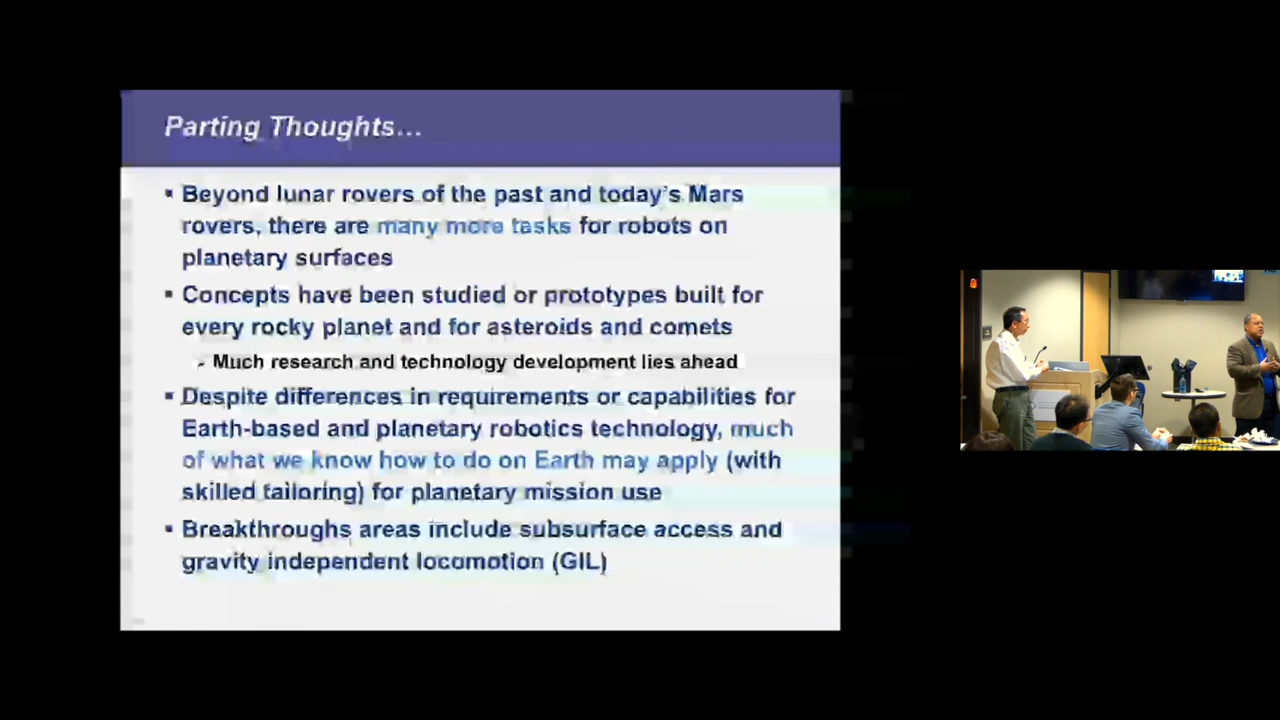 Parting Thoughts…
▪ Beyond lunar rovers of the past and today's Mars
rovers, there are many more tasks for robots on
planetary surfaces
▪ Concepts have been studied or prototypes built for
every rocky planet and for asteroids and comets
- Much research and technology development lies ahead
▪ Despite differences in requirements or capabilities for
Earth-based and planetary robotics technology, much
of what we know how to do on Earth may apply (with
skilled tailoring) for planetary mission use
▪ Breakthroughs areas include subsurface access and
gravity independent locomotion (GIL)